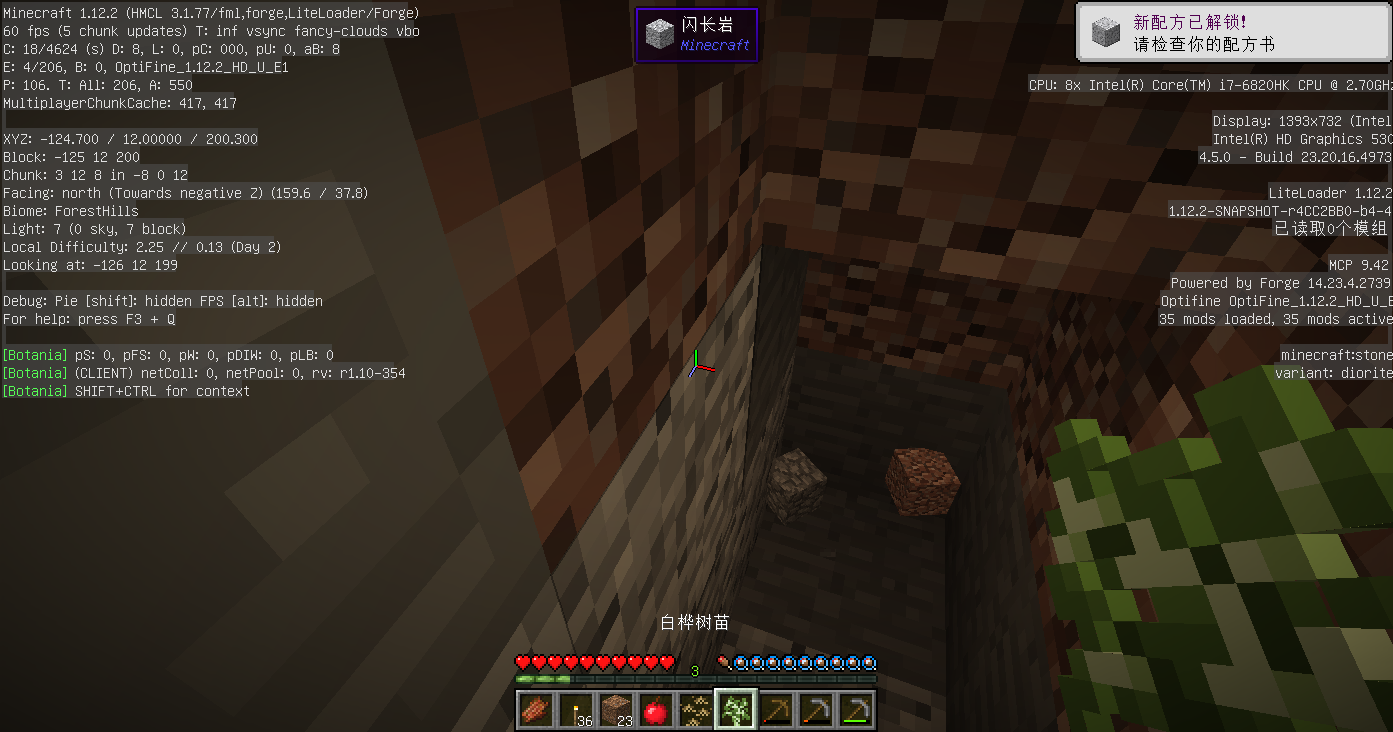 Minecraft 1.12.2 (HMCL 3.1.77/fml,forge,LiteLoader/Forge)
60 fps (5 chunk updates) T: inf vsync fancy-clouds vbo
C: 18/4624 (s) D: 8, L: 0, pC: 000, pU: 0, aB: 8
E: 4/206, B: 0, OptiFine_1.12.2_HD_U_E1
P: 106. T: All: 206, A: 550
MultiplayerChunkCache: 417, 417
XYZ: -124.700 / 12.00000 / 200.300
Block: -125 12 200
Chunk: 3 12 8 in -8 0 12
Facing: north (Towards negative Z) (159.6 / 37.8)
Biome: ForestHills
Light: 7 (0 sky, 7 block)
Local Difficulty: 2.25 // 0.13 (Day 2)
Looking at: -126 12 199
Debug: Pie [shift]: hidden FPS [alt]: hidden
For help: press F3 + Q
[Botania] pS: 0, pFS: 0, pW: 0, pDIW: 0, pLB: 0
[Botania] (CLIENT) netColl: 0, netPool: 0, rv: r1.10-354
[Botania] SHIFT+CTRL for context
闪长岩
Minecraft
新配方已解锁!
请检查你的配方书
CPU: 8x Intel(R) Core(TM) i7-6820HK CPU @ 2.70GHz
Display: 1393x732 (Intel
Intel(R) HD Graphics 530
4.5.0 - Build 23.20.16.4973
LiteLoader 1.12.2
1.12.2-SNAPSHOT-r4CC2BB0-b4-4
已读取0个模组
MCP 9.42
Powered by Forge 14.23.4.2739
Optifine OptiFine_1.12.2_HD_U_E
35 mods loaded, 35 mods active
minecraft:stone
variant: diorite
白桦树苗
3
36
23